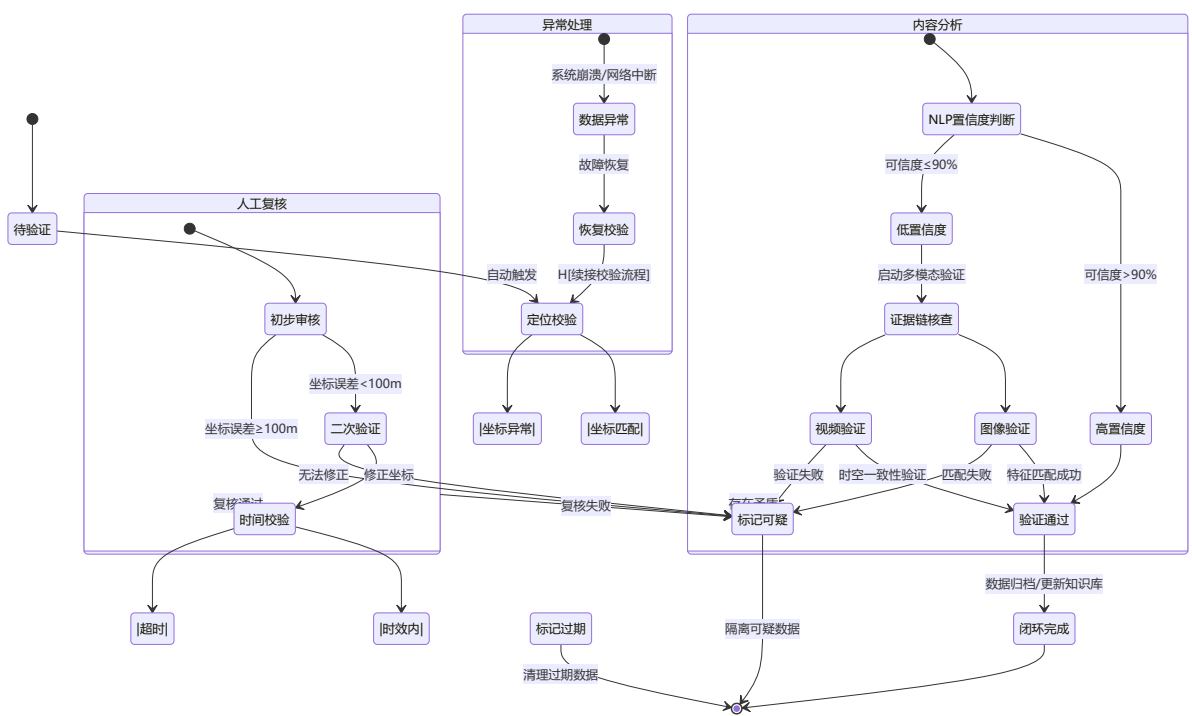 异常处理
内容分析
系统崩溃/网络中断
数据异常
NLP置信度判断
故障恢复
可信度≤90%
人工复核
待验证
恢复校验
低置信度
自动触发
H[续接校验流程]
启动多模态验证
可信度>90%
初步审核
定位校验
证据链核查
坐标误差<100m
坐标误差≥100m
二次验证
|坐标异常|
|坐标匹配|
视频验证
图像验证
高置信度
无法修正
修正坐标
验证失败
时空一致性验证
匹配失败
特征匹配成功
复核通过
复核失败
存在矛盾
时间校验
标记可疑
验证通过
数据归档/更新知识库
|超时|
|时效内|
标记过期
隔离可疑数据
闭环完成
清理过期数据